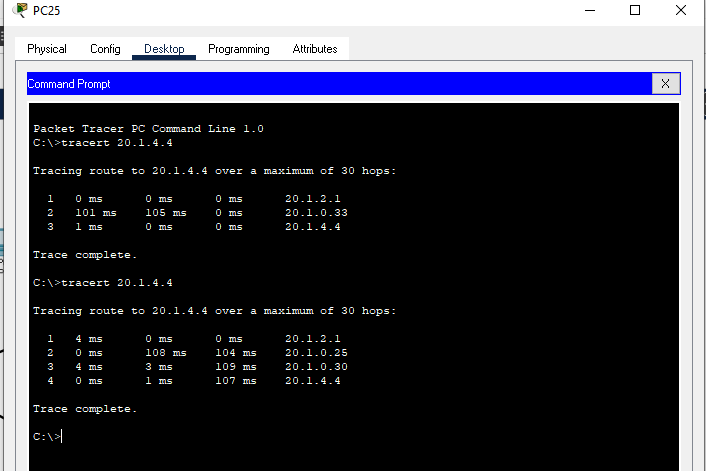 PC25
Physical Config Desktop Programming Attributes
Command Prompt X
Packet Tracer PC Command Line 1.0
C:\>tracert 20.1.4.4
Tracing route to 20.1.4.4 over a maximum of 30 hops:
1 0 ms 0 ms 0 ms 20.1.2.1
2 101 ms 105 ms 0 ms 20.1.0.33
3 1 ms 0 ms 0 ms 20.1.4.4
Trace complete.
C:\>tracert 20.1.4.4
Tracing route to 20.1.4.4 over a maximum of 30 hops:
1 4 ms 0 ms 0 ms 20.1.2.1
2 0 ms 108 ms 104 ms 20.1.0.25
3 4 ms 3 ms 109 ms 20.1.0.30
4 0 ms 1 ms 107 ms 20.1.4.4
Trace complete.
C:\>